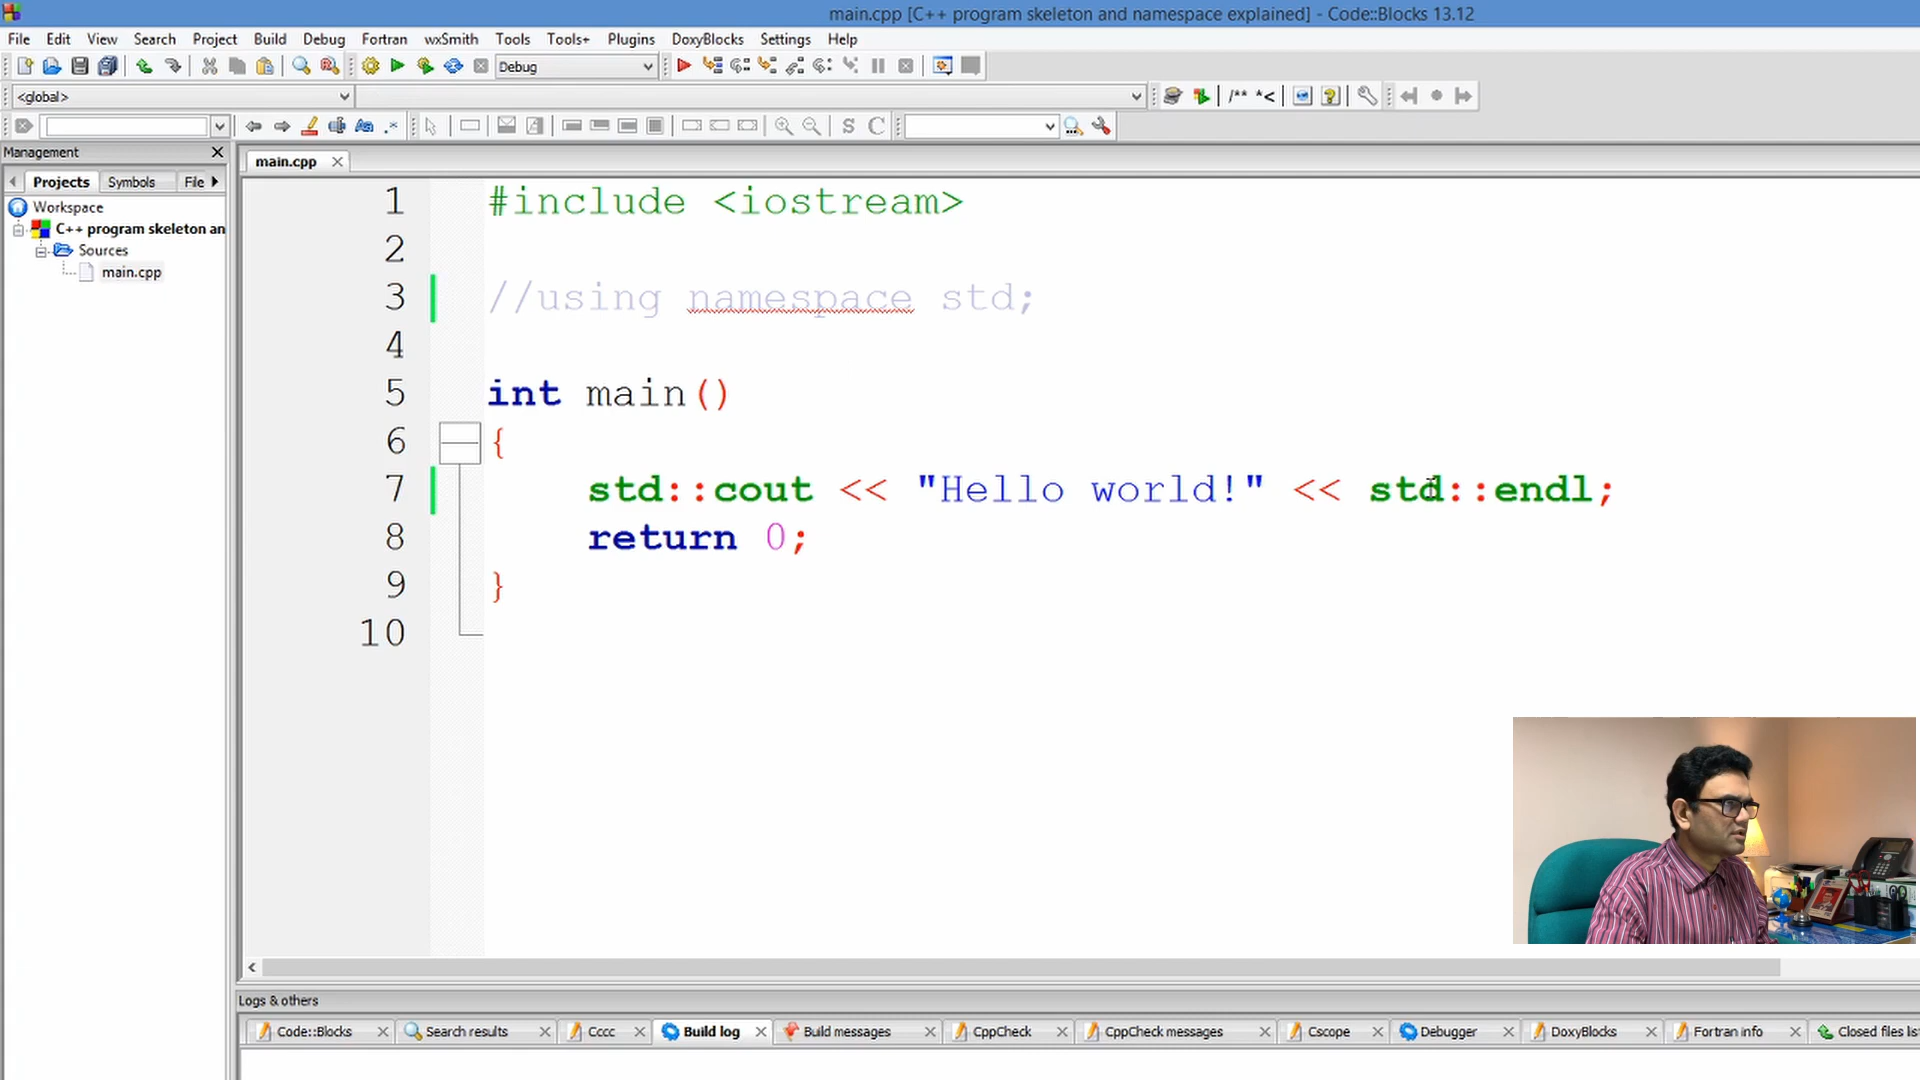 main.cpp [C++ program skeleton and namespace explained] - Code::Blocks 13.12
File Edit View Search Project Build Debug Fortran wxSmith Tools Tools+ Plugins DoxyBlocks Settings Help
Debug
<global>
/** *<
S C
Management
main.cpp
Projects Symbols File
Workspace
C++ program skeleton an
Sources
main.cpp
1 #include <iostream>
2
3 //using namespace std;
4
5 int main()
6 {
7 std::cout << "Hello world!" << std::endl;
8 return 0;
9 }
10
Logs & others
Code::Blocks Search results Cccc Build log Build messages CppCheck CppCheck messages Cscope Debugger DoxyBlocks Fortran info Closed files lis